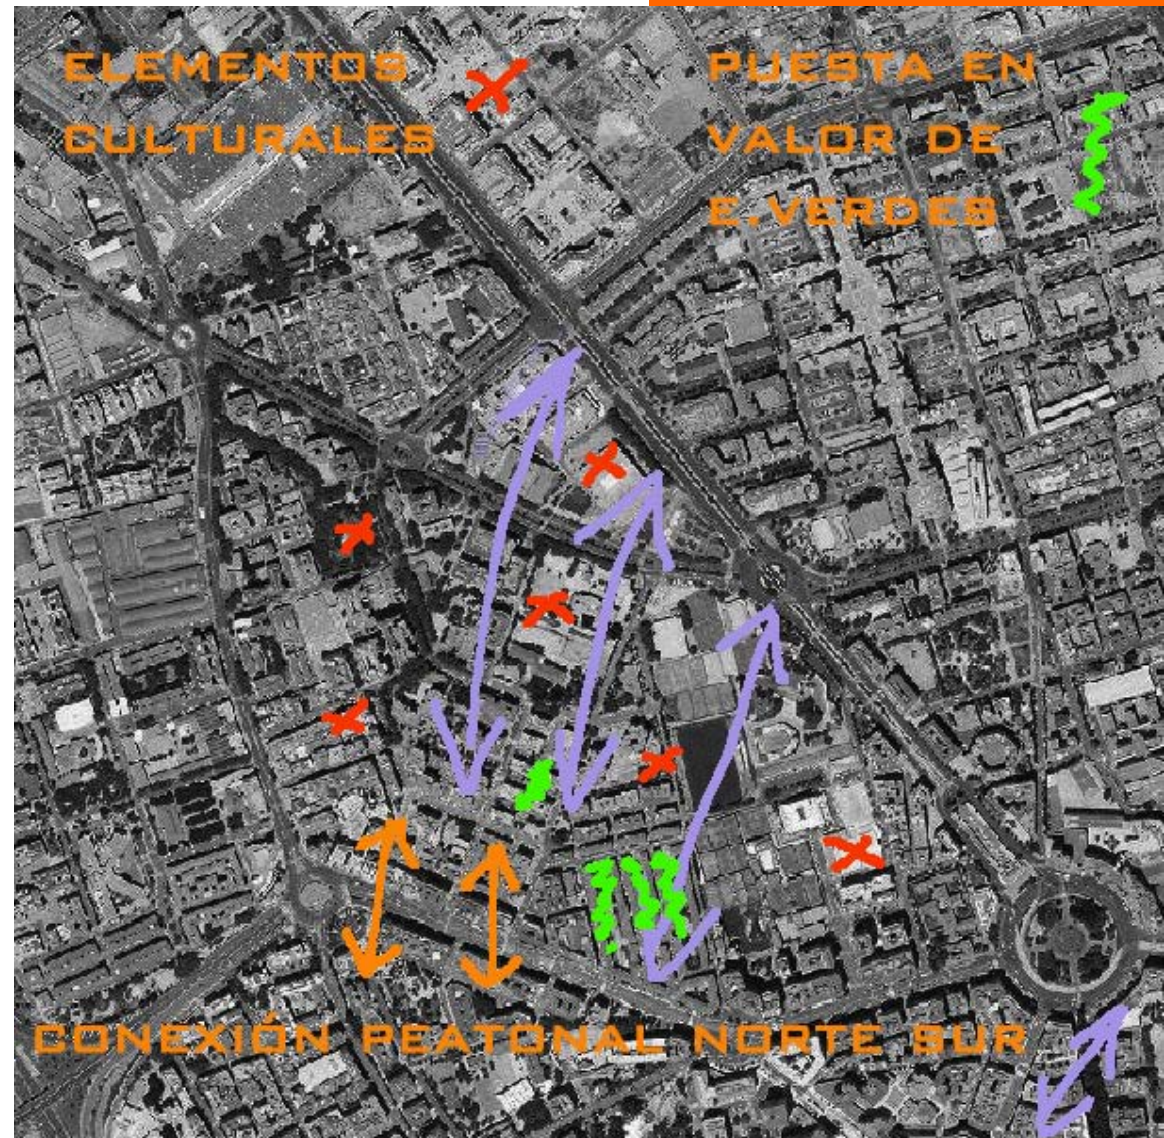 ELEMENTOS
CULTURALES
PUESTA EN
VALOR DE
E.VERDES
CONEXIÓN PEATONAL NORTE SUR